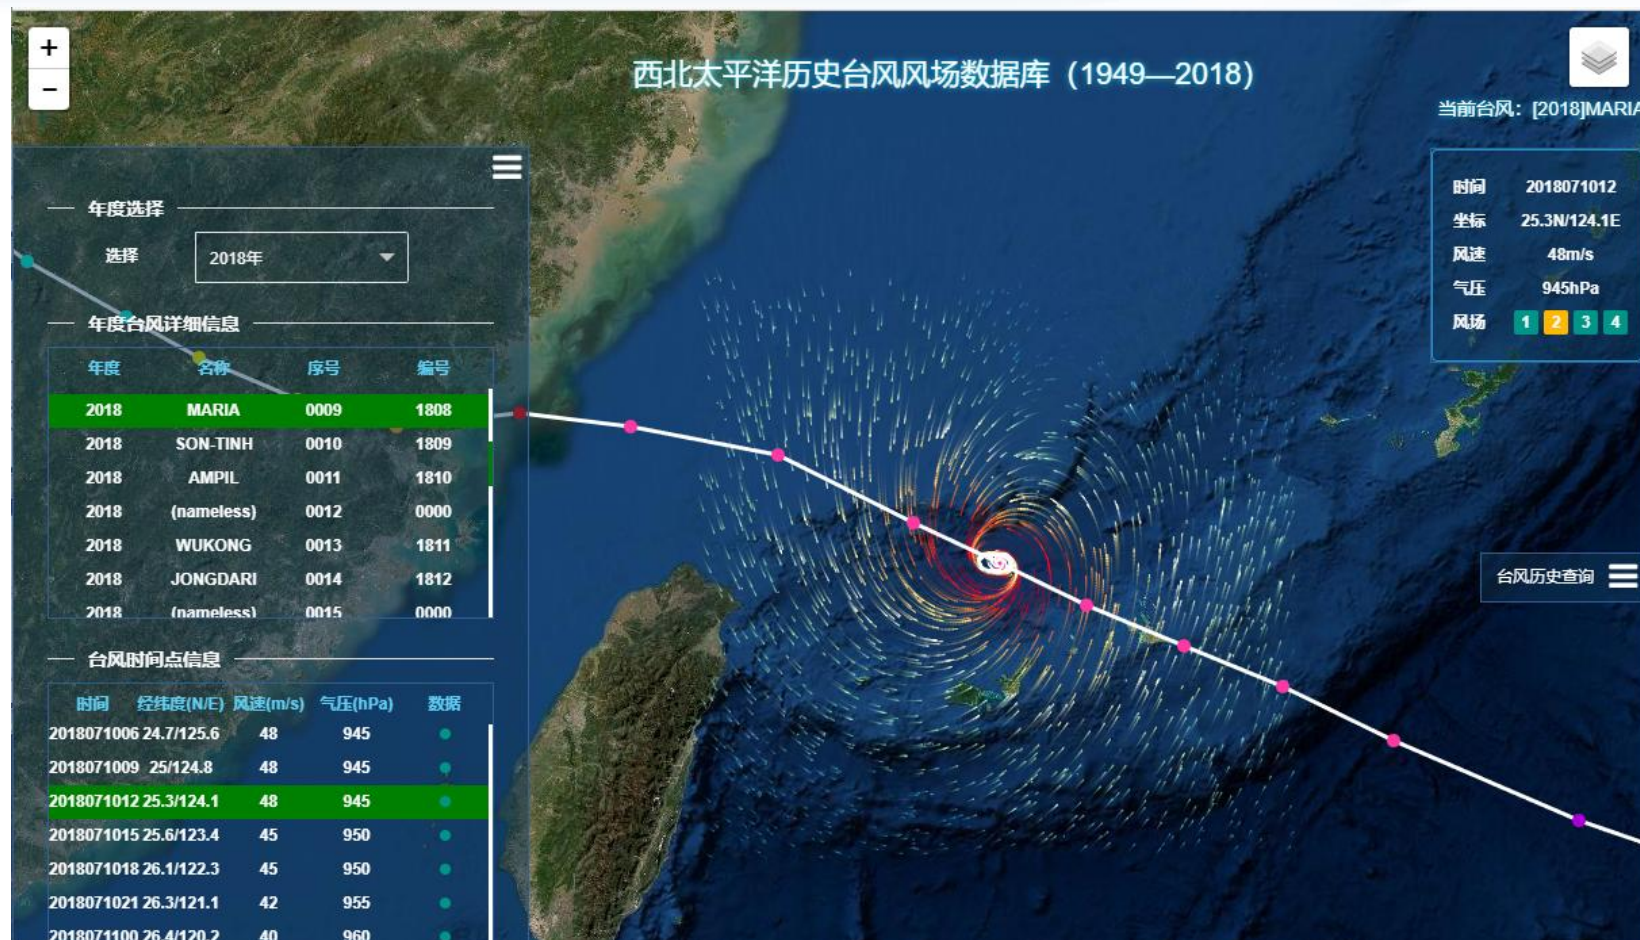 +
−
西北太平洋历史台风风场数据库（1949—2018）
当前台风：[2018]MARIA
时间 2018071012
坐标 25.3N/124.1E
风速 48m/s
气压 945hPa
风场 1 2 3 4
年度选择
选择 2018年
年度台风详细信息
年度 名称 序号 编号
2018 MARIA 0009 1808
2018 SON-TINH 0010 1809
2018 AMPIL 0011 1810
2018 (nameless) 0012 0000
2018 WUKONG 0013 1811
2018 JONGDARI 0014 1812
2018 (nameless) 0015 0000
台风历史查询
台风时间点信息
时间 经纬度(N/E) 风速(m/s) 气压(hPa) 数据
2018071006 24.7/125.6 48 945
2018071009 25/124.8 48 945
2018071012 25.3/124.1 48 945
2018071015 25.6/123.4 45 950
2018071018 26.1/122.3 45 950
2018071021 26.3/121.1 42 955
2018071100 26.4/120.2 40 960